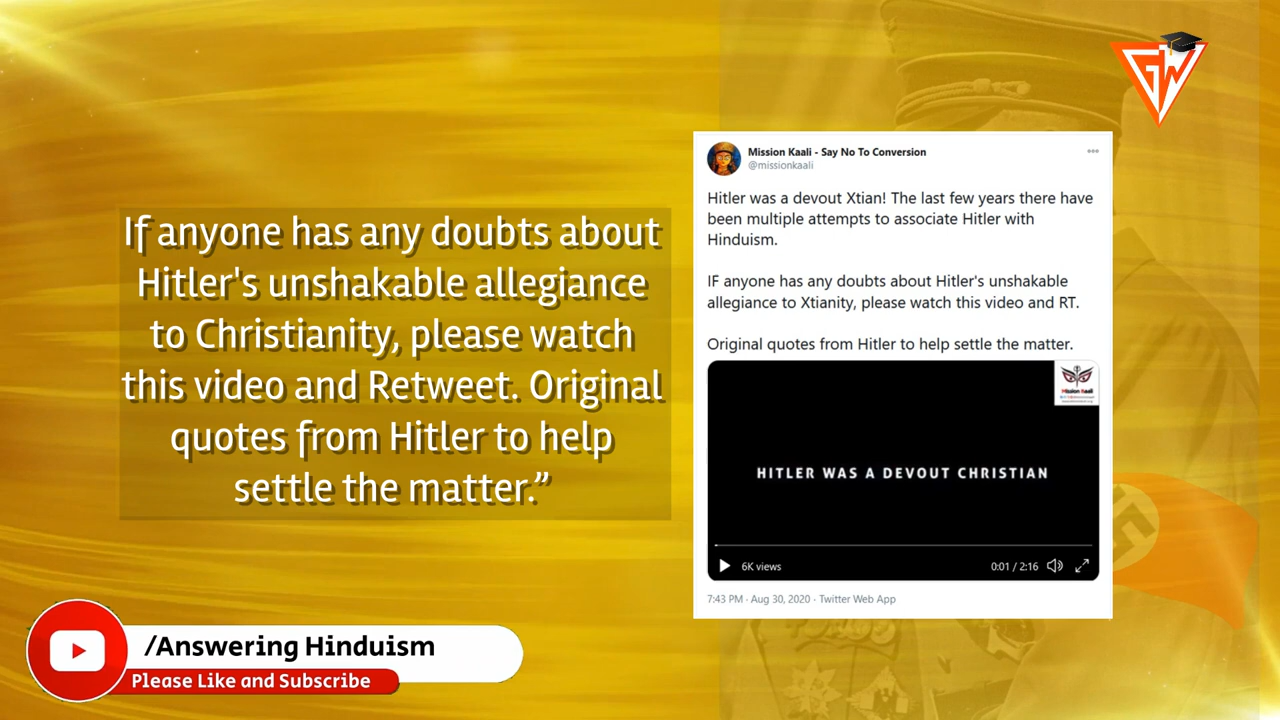 GW
If anyone has any doubts about
Hitler's unshakable allegiance
to Christianity, please watch
this video and Retweet. Original
quotes from Hitler to help
settle the matter.”
Mission Kaali - Say No To Conversion
@missionkaali
Hitler was a devout Xtian! The last few years there have
been multiple attempts to associate Hitler with
Hinduism.
IF anyone has any doubts about Hitler's unshakable
allegiance to Xtianity, please watch this video and RT.
Original quotes from Hitler to help settle the matter.
Mission Kaali
HITLER WAS A DEVOUT CHRISTIAN
6K views
0:01 / 2:16
7:43 PM · Aug 30, 2020 · Twitter Web App
/Answering Hinduism
Please Like and Subscribe